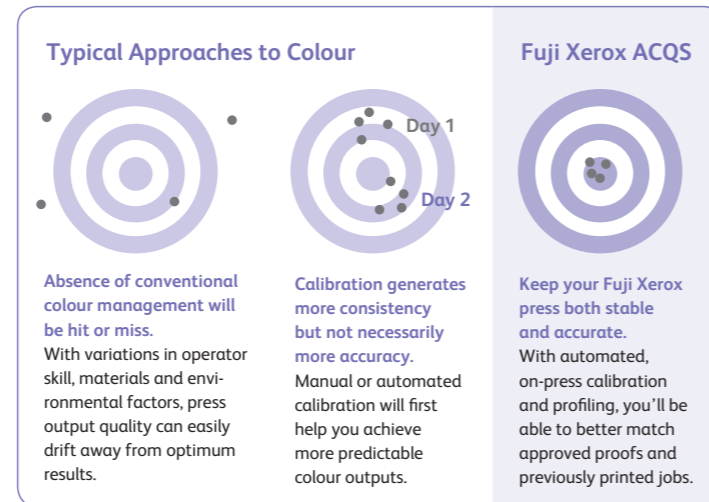 Typical Approaches to Colour
Day 1
Day 2
Absence of conventional
colour management will
be hit or miss.
With variations in operator
skill, materials and envi-
ronmental factors, press
output quality can easily
drift away from optimum
results.
Calibration generates
more consistency
but not necessarily
more accuracy.
Manual or automated
calibration will first
help you achieve
more predictable
colour outputs.
Fuji Xerox ACQS
Keep your Fuji Xerox
press both stable
and accurate.
With automated,
on-press calibration
and profiling, you’ll be
able to better match
approved proofs and
previously printed jobs.